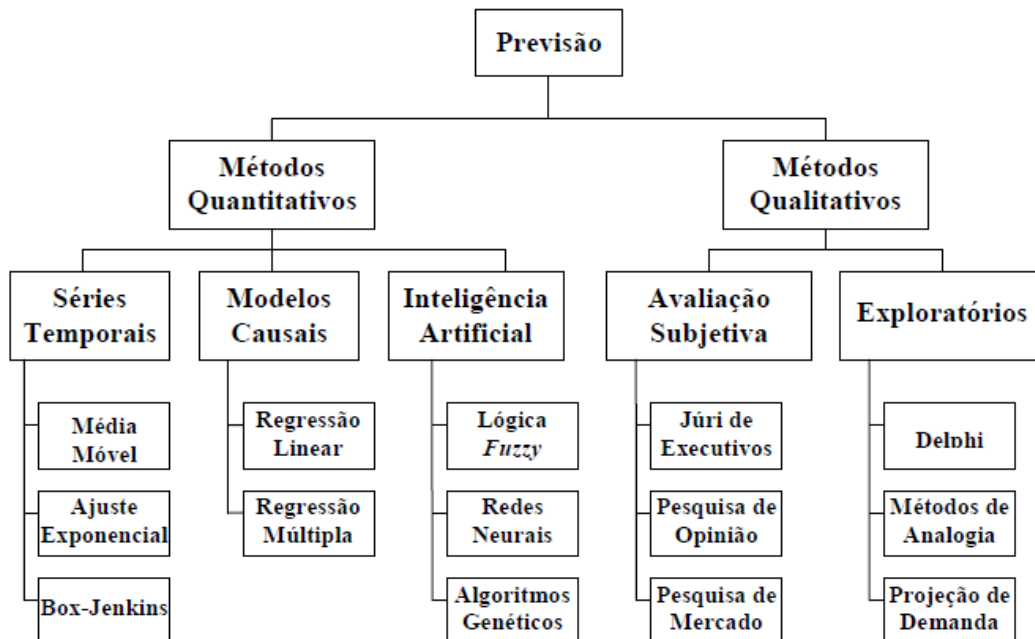 Previsão
Métodos
Quantitativos
Métodos
Qualitativos
Séries
Temporais
Modelos
Causais
Inteligência
Artificial
Avaliação
Subjetiva
Exploratórios
Média
Móvel
Ajuste
Exponencial
Box-Jenkins
Regressão
Linear
Regressão
Múltipla
Lógica
Fuzzy
Redes
Neurais
Algoritmos
Genéticos
Júri de
Executivos
Pesquisa de
Opinião
Pesquisa de
Mercado
Delphi
Métodos de
Analogia
Projeção de
Demanda